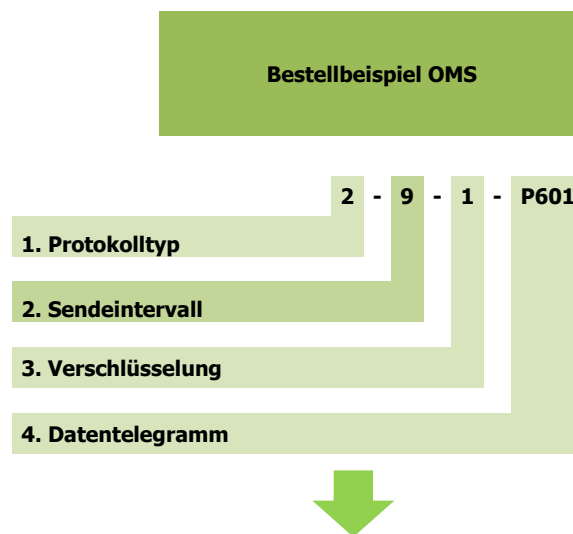 Bestellbeispiel OMS
2 - 9 - 1 - P601
1. Protokolltyp
2. Sendeintervall
3. Verschlüsselung
4. Datentelegramm